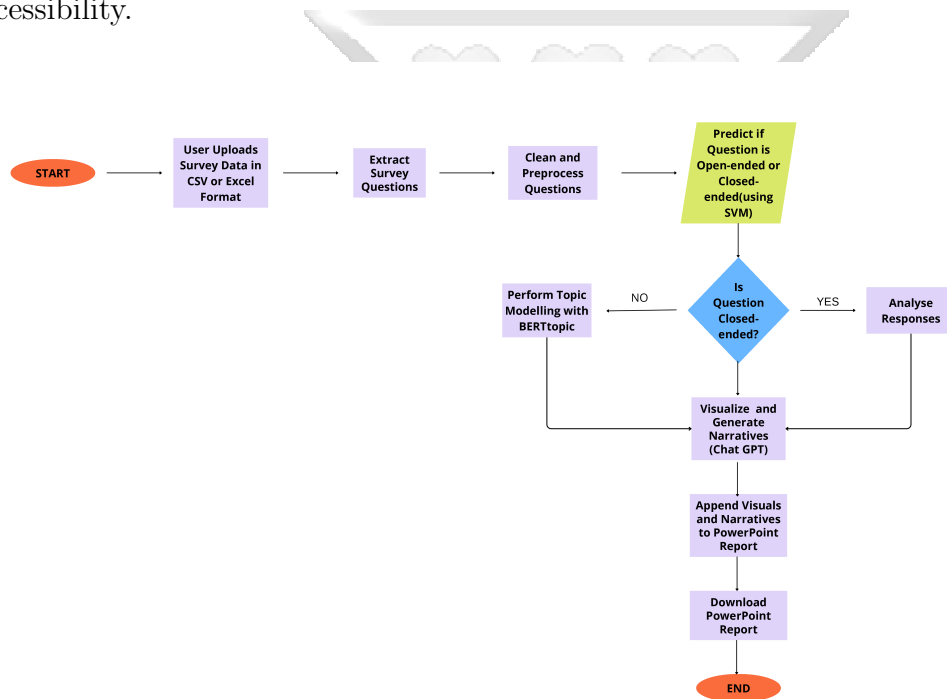 cessibility.
START
User Uploads
Survey Data in
CSV or Excel
Format
Extract
Survey
Questions
Clean and
Preprocess
Questions
Predict if
Question is
Open-ended or
Closed-
ended(using
SVM)
Is
Question
Closed-
ended?
NO
YES
Perform Topic
Modelling with
BERTtopic
Analyse
Responses
Visualize and
Generate
Narratives
(Chat GPT)
Append Visuals
and Narratives
to PowerPoint
Report
Download
PowerPoint
Report
END